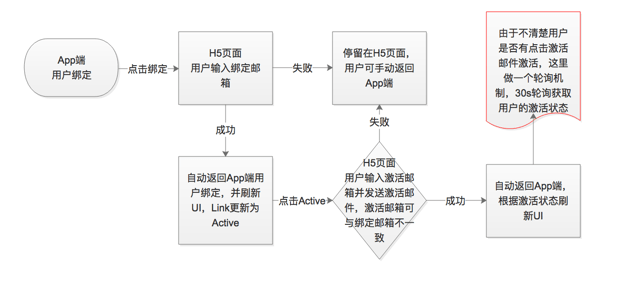 App端
用户绑定
点击绑定
H5页面
用户输入绑定邮
箱
失败
停留在H5页面，
用户可手动返回
App端
由于不清楚用户
是否有点击激活
邮件激活，这里
做一个轮询机
制，30s轮询获取
用户的激活状态
成功
失败
自动返回App端用
户绑定，并刷新
UI，Link更新为
Active
点击Active
H5页面
用户输入激活邮
箱并发送激活邮
件，激活邮箱可
与绑定邮箱不一
致
成功
自动返回App端，
根据激活状态刷
新UI